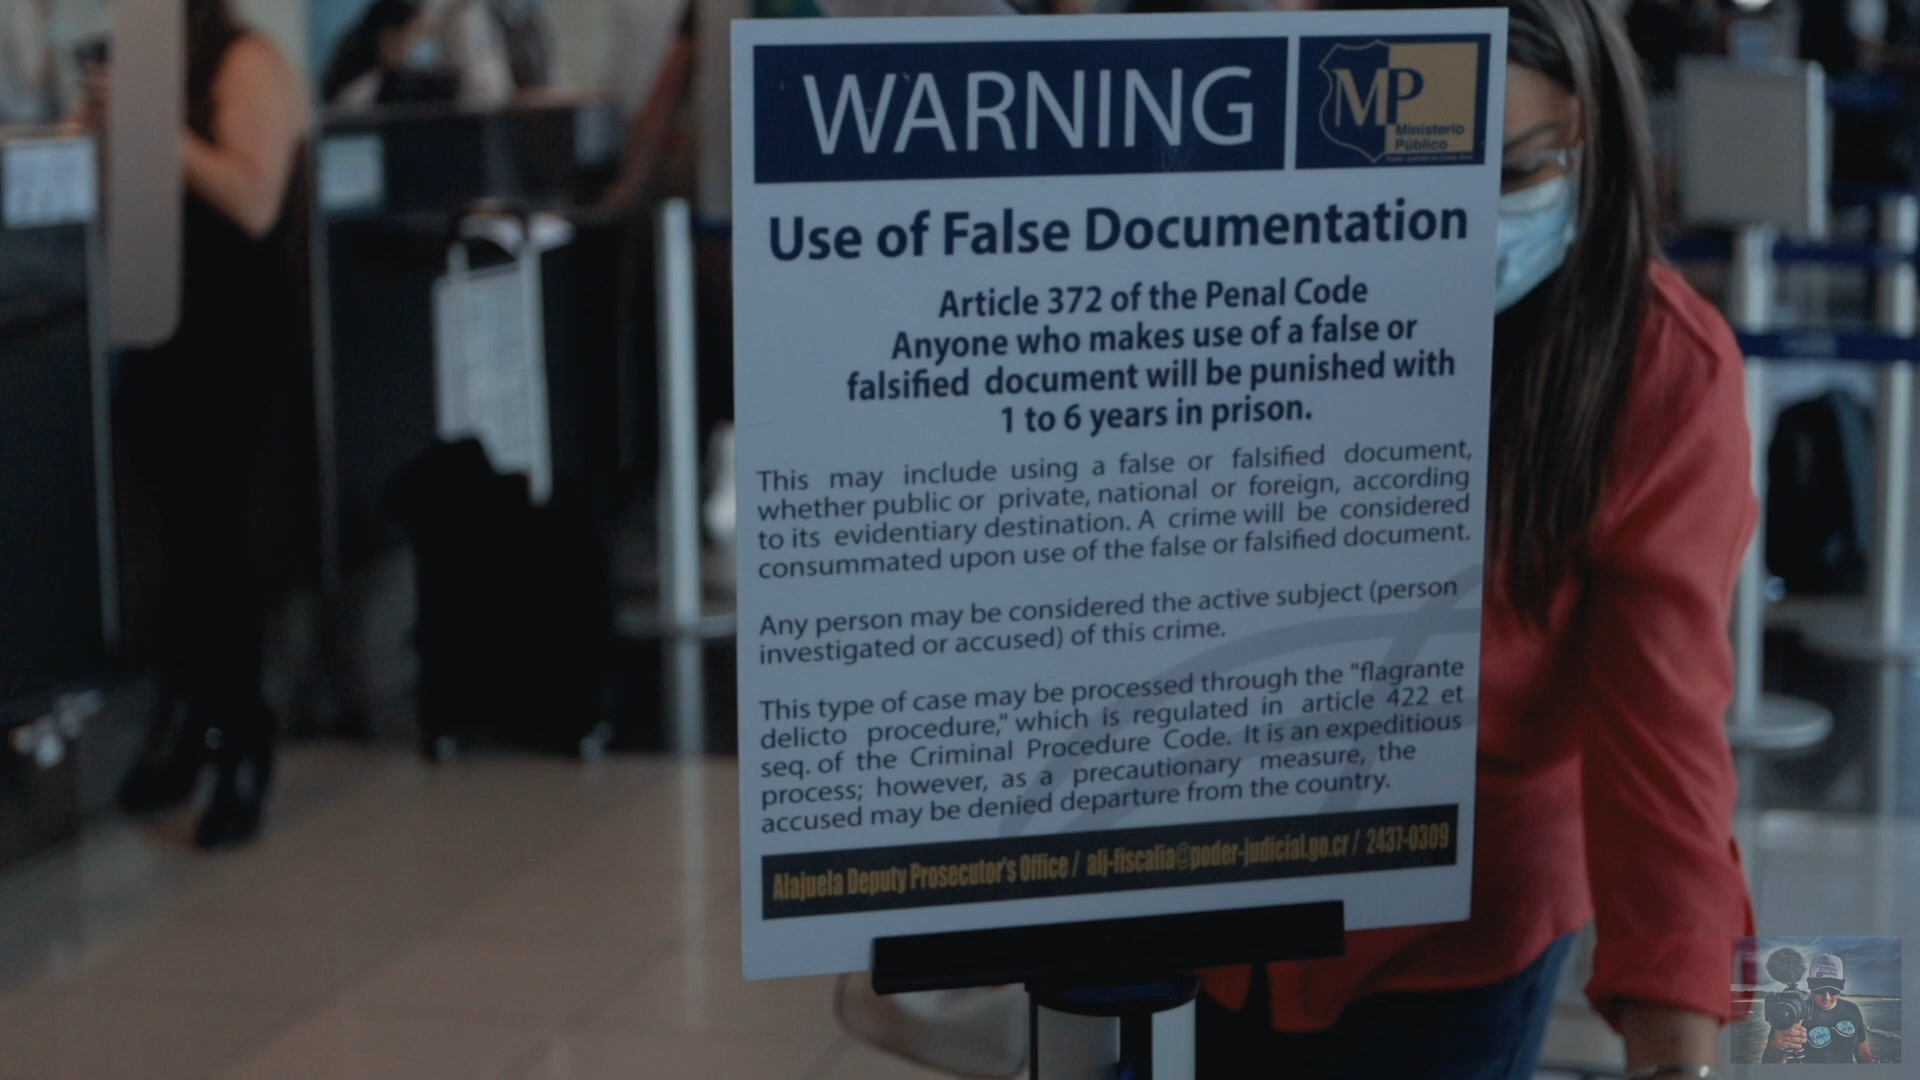 WARNING
MP
Ministerio
Público
Use of False Documentation
Article 372 of the Penal Code
Anyone who makes use of a false or
falsified document will be punished with
1 to 6 years in prison.
This may include using a false or falsified document,
whether public or private, national or foreign, according
to its evidentiary destination. A crime will be considered
consummated upon use of the false or falsified document.
Any person may be considered the active subject (person
investigated or accused) of this crime.
This type of case may be processed through the "flagrante
delicto procedure," which is regulated in article 422 et
seq. of the Criminal Procedure Code. It is an expeditious
process; however, as a precautionary measure, the
accused may be denied departure from the country.
Alajuela Deputy Prosecutor's Office / alj-fiscalia@poder-judicial.go.cr / 2437-0309